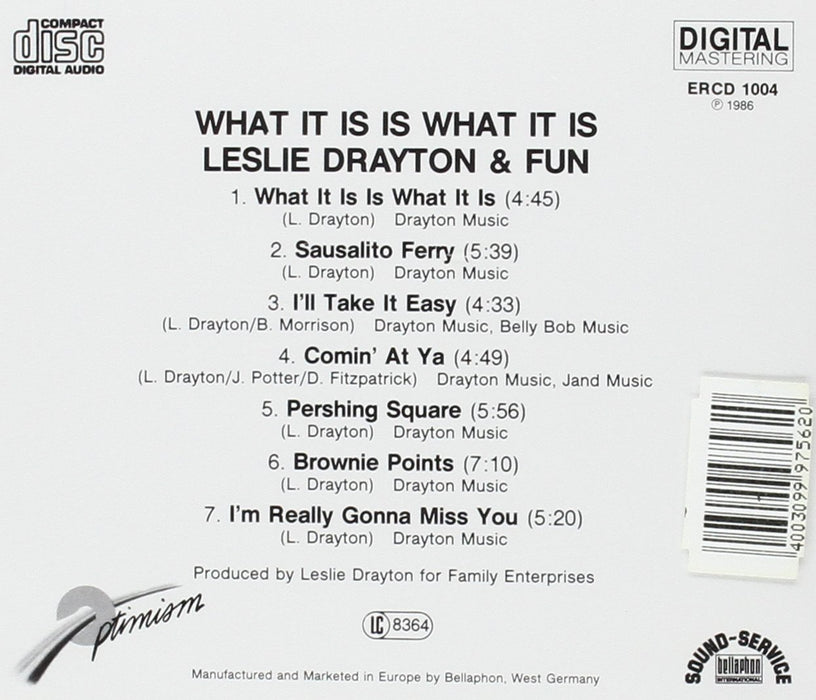 COMPACT
disc
DIGITAL AUDIO
DIGITAL
MASTERING
ERCD 1004
℗ 1986
WHAT IT IS IS WHAT IT IS
LESLIE DRAYTON & FUN
1. What It Is Is What It Is (4:45)
(L. Drayton) Drayton Music
2. Sausalito Ferry (5:39)
(L. Drayton) Drayton Music
3. I'll Take It Easy (4:33)
(L. Drayton/B. Morrison) Drayton Music, Belly Bob Music
4. Comin' At Ya (4:49)
(L. Drayton/J. Potter/D. Fitzpatrick) Drayton Music, Jand Music
5. Pershing Square (5:56)
(L. Drayton) Drayton Music
6. Brownie Points (7:10)
(L. Drayton) Drayton Music
7. I'm Really Gonna Miss You (5:20)
(L. Drayton) Drayton Music
4003099975620
Produced by Leslie Drayton for Family Enterprises
Optimism
LC 8364
SOUND-SERVICE
bellaphon
INTERNATIONAL
Manufactured and Marketed in Europe by Bellaphon, West Germany